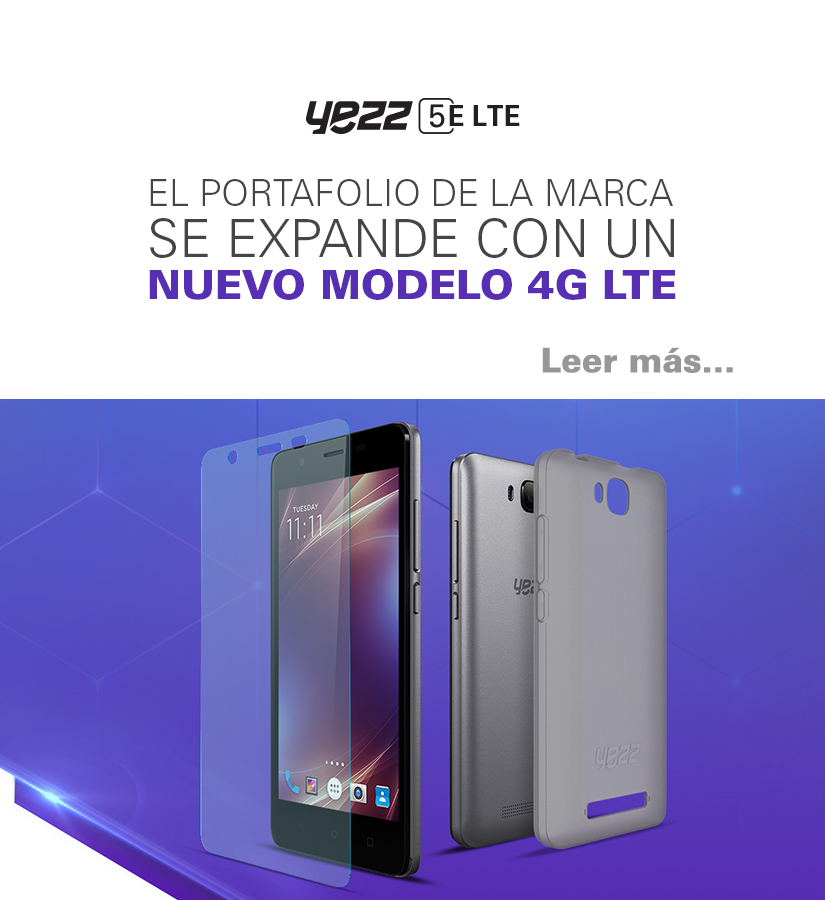 yezz 5E LTE
EL PORTAFOLIO DE LA MARCA
SE EXPANDE CON UN
NUEVO MODELO 4G LTE
Leer más...
TUESDAY
11:11
yezz
yezz